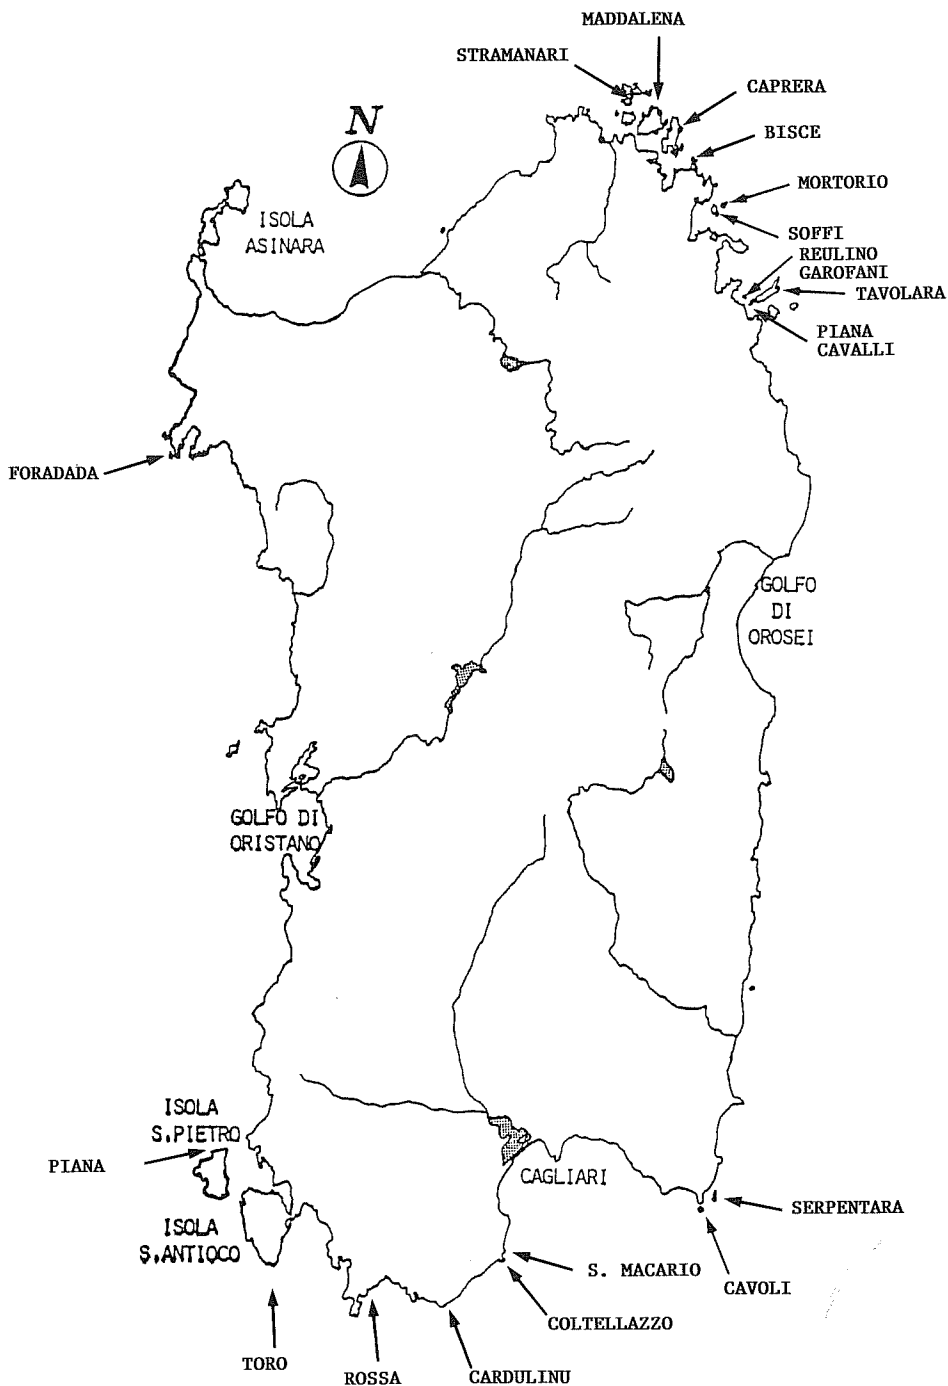 MADDALENA
STRAMANARI
CAPRERA
N
BISCE
MORTORIO
ISOLA
ASINARA
SOFFI
REULINO
GAROFANI
TAVOLARA
PIANA
CAVALLI
FORADADA
GOLFO
DI
OROSEI
GOLFO DI
ORISTANO
ISOLA
S.PIETRO
PIANA
CAGLIARI
SERPENTARA
ISOLA
S.ANTIOCO
S. MACARIO
CAVOLI
COLTELLAZZO
TORO
ROSSA
CARDULINU